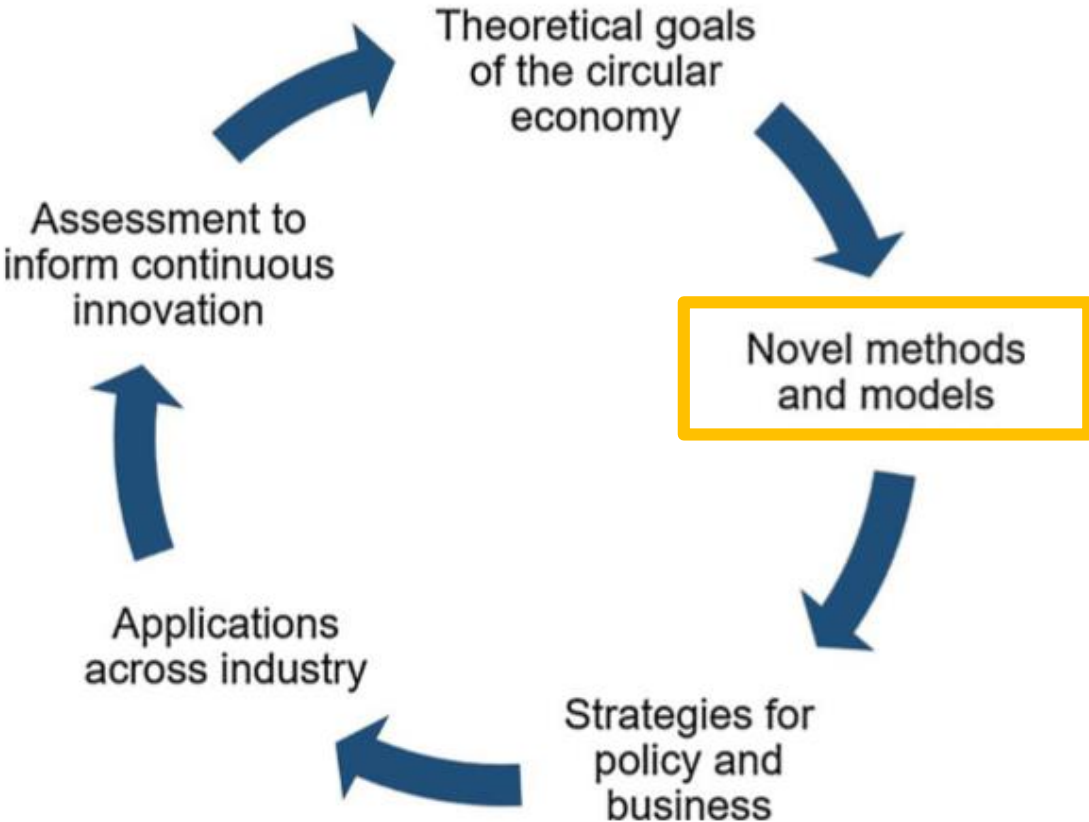 Theoretical goals
of the circular
economy
Novel methods
and models
Strategies for
policy and
business
Applications
across industry
Assessment to
inform continuous
innovation